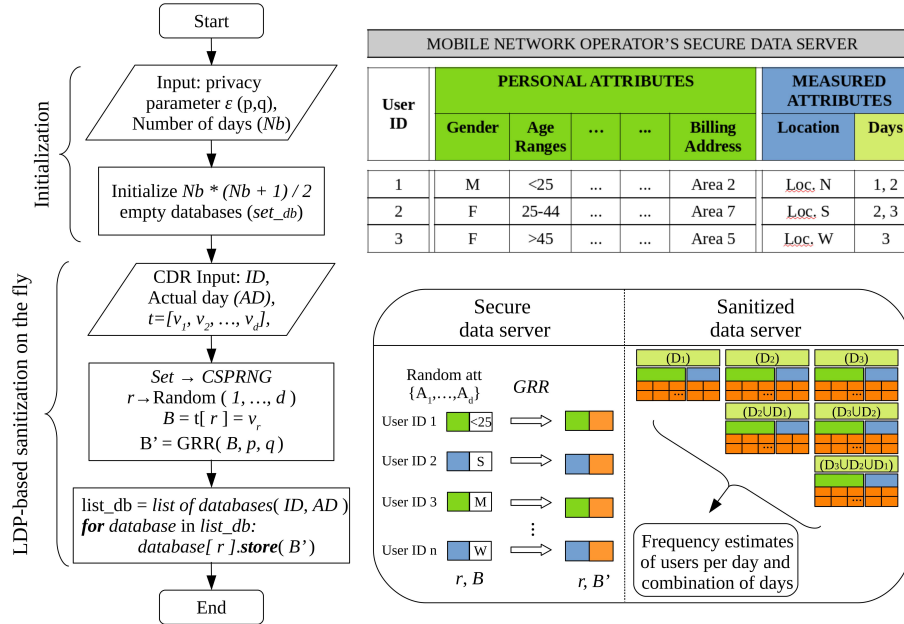 Start
Input: privacy
parameter ε (p,q),
Number of days (Nb)
Initialization
Initialize Nb * (Nb + 1) / 2
empty databases (set_db)
CDR Input: ID,
Actual day (AD),
t=[v1, v2, …, vd],
LDP-based sanitization on the fly
Set → CSPRNG
r→Random ( 1, …, d )
B = t[ r ] = vr
B' = GRR( B, p, q )
list_db = list of databases( ID, AD )
for database in list_db:
database[ r ].store( B' )
End
MOBILE NETWORK OPERATOR'S SECURE DATA SERVER
User
ID
PERSONAL ATTRIBUTES
MEASURED
ATTRIBUTES
Gender
Age
Ranges
…
...
Billing
Address
Location
Days
1 M <25 ... ... Area 2 Loc. N 1, 2
2 F 25-44 ... ... Area 7 Loc. S 2, 3
3 F >45 ... ... Area 5 Loc. W 3
Secure
data server
Random att
{A1,…,Ad}
GRR
User ID 1 <25
User ID 2 S
User ID 3 M
⋮
User ID n W
r, B
r, B'
Sanitized
data server
(D1)
(D2)
(D3)
...
...
...
(D2∪D1)
(D3∪D2)
...
...
(D3∪D2∪D1)
...
Frequency estimates
of users per day and
combination of days